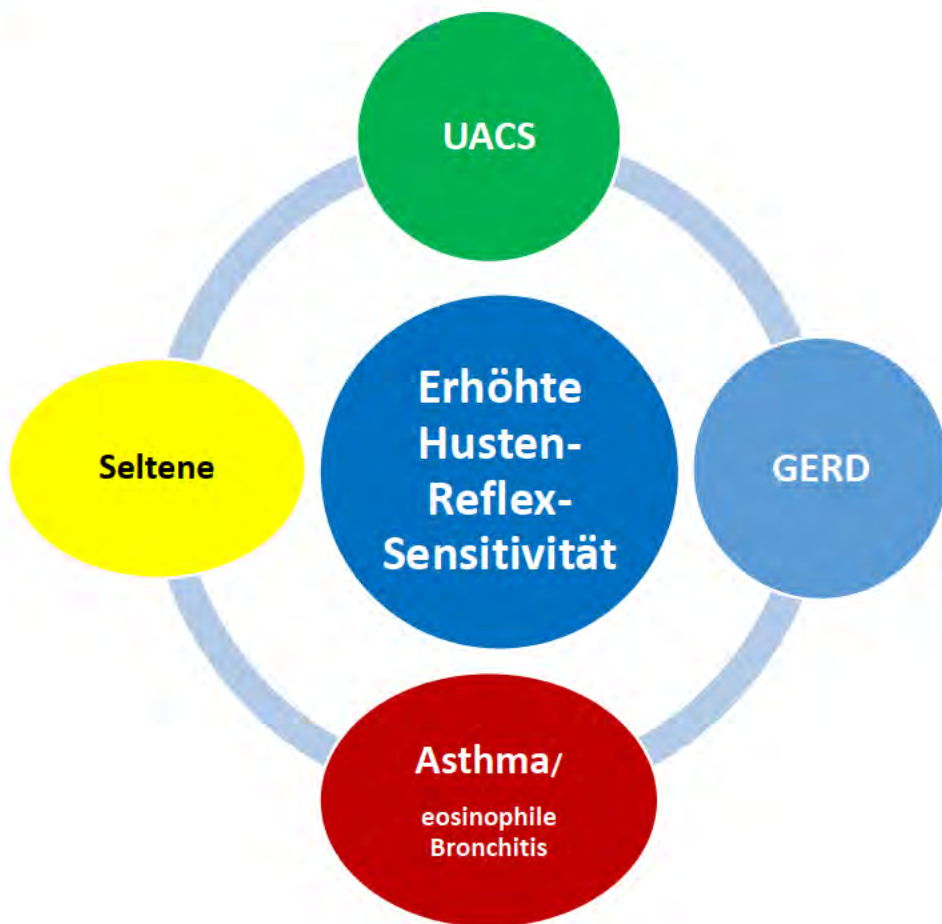 UACS
Erhöhte
Husten-
Reflex-
Sensitivität
Seltene
GERD
Asthma/
eosinophile
Bronchitis